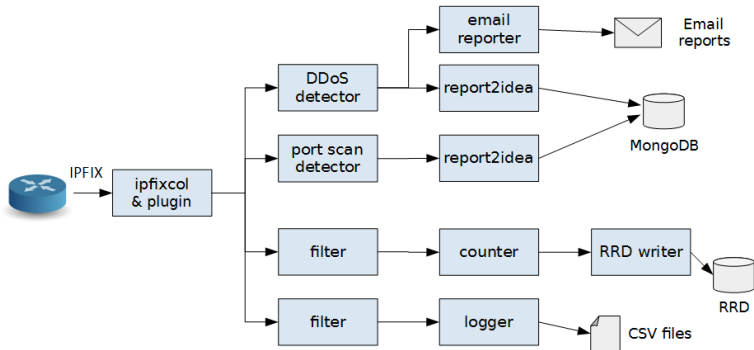 email
reporter
Email
reports
DDoS
detector
report2idea
MongoDB
IPFIX
ipfixcol
& plugin
port scan
detector
report2idea
filter
counter
RRD writer
RRD
filter
logger
CSV files